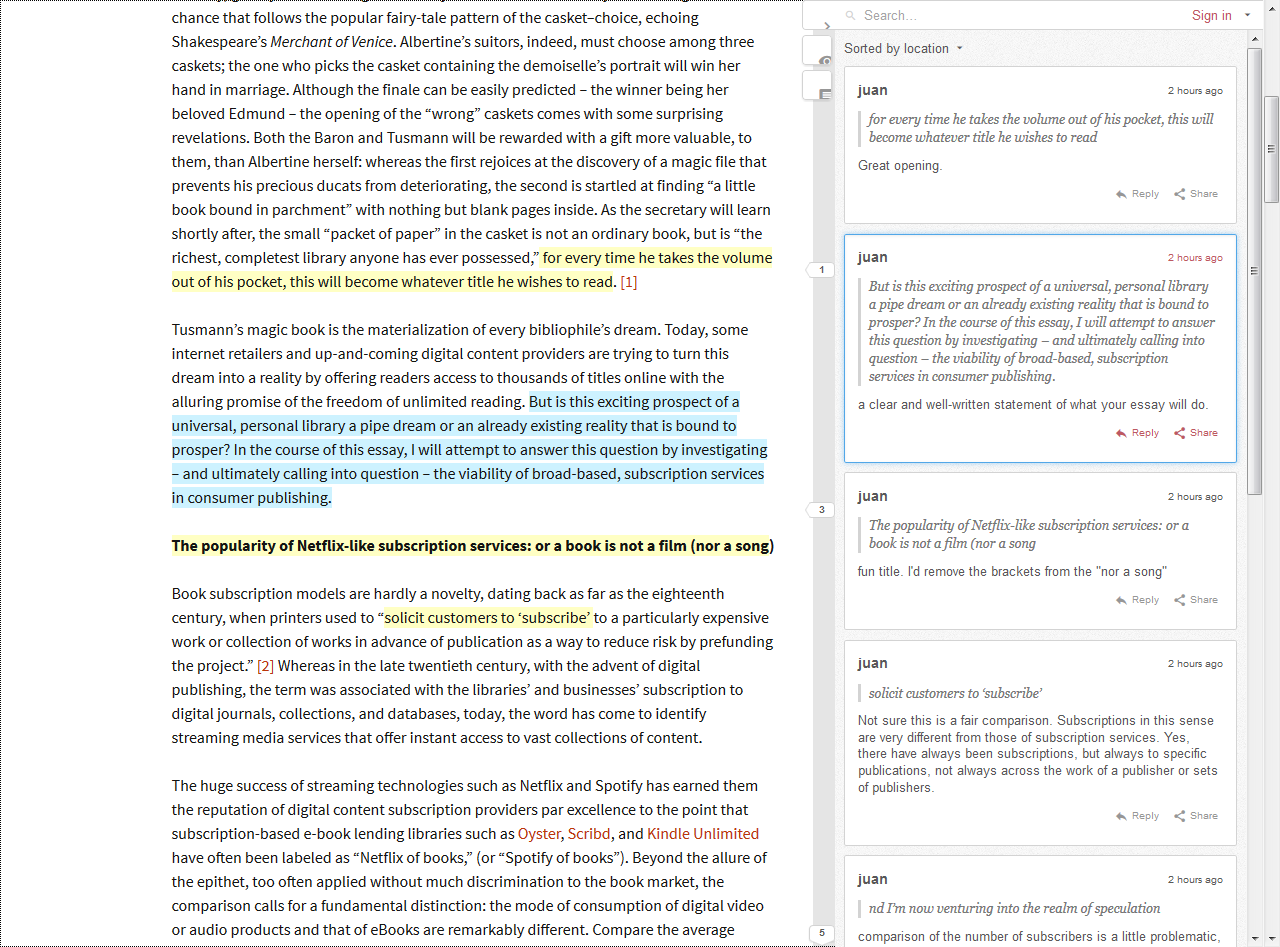 chance that follows the popular fairy-tale pattern of the casket–choice, echoing
Shakespeare’s Merchant of Venice. Albertine’s suitors, indeed, must choose among three
caskets; the one who picks the casket containing the demoiselle’s portrait will win her
hand in marriage. Although the finale can be easily predicted – the winner being her
beloved Edmund – the opening of the “wrong” caskets comes with some surprising
revelations. Both the Baron and Tusmann will be rewarded with a gift more valuable, to
them, than Albertine herself: whereas the first rejoices at the discovery of a magic file that
prevents his precious ducats from deteriorating, the second is startled at finding “a little
book bound in parchment” with nothing but blank pages inside. As the secretary will learn
shortly after, the small “packet of paper” in the casket is not an ordinary book, but is “the
richest, completest library anyone has ever possessed,” for every time he takes the volume
out of his pocket, this will become whatever title he wishes to read. [1]
Tusmann’s magic book is the materialization of every bibliophile’s dream. Today, some
internet retailers and up-and-coming digital content providers are trying to turn this
dream into a reality by offering readers access to thousands of titles online with the
alluring promise of the freedom of unlimited reading. But is this exciting prospect of a
universal, personal library a pipe dream or an already existing reality that is bound to
prosper? In the course of this essay, I will attempt to answer this question by investigating
– and ultimately calling into question – the viability of broad-based, subscription services
in consumer publishing.
The popularity of Netflix-like subscription services: or a book is not a film (nor a song)
Book subscription models are hardly a novelty, dating back as far as the eighteenth
century, when printers used to “solicit customers to ‘subscribe’ to a particularly expensive
work or collection of works in advance of publication as a way to reduce risk by prefunding
the project.” [2] Whereas in the late twentieth century, with the advent of digital
publishing, the term was associated with the libraries’ and businesses’ subscription to
digital journals, collections, and databases, today, the word has come to identify
streaming media services that offer instant access to vast collections of content.
The huge success of streaming technologies such as Netflix and Spotify has earned them
the reputation of digital content subscription providers par excellence to the point that
subscription-based e-book lending libraries such as Oyster, Scribd, and Kindle Unlimited
have often been labeled as “Netflix of books,” (or “Spotify of books”). Beyond the allure of
the epithet, too often applied without much discrimination to the book market, the
comparison calls for a fundamental distinction: the mode of consumption of digital video
or audio products and that of eBooks are remarkably different. Compare the average
1
3
5
Search…
Sign in
Sorted by location
juan
2 hours ago
for every time he takes the volume out of his pocket, this will
become whatever title he wishes to read
Great opening.
Reply Share
juan
2 hours ago
But is this exciting prospect of a universal, personal library
a pipe dream or an already existing reality that is bound to
prosper? In the course of this essay, I will attempt to answer
this question by investigating – and ultimately calling into
question – the viability of broad-based, subscription
services in consumer publishing.
a clear and well-written statement of what your essay will do.
Reply Share
juan
2 hours ago
The popularity of Netflix-like subscription services: or a
book is not a film (nor a song
fun title. I'd remove the brackets from the "nor a song"
Reply Share
juan
2 hours ago
solicit customers to ‘subscribe’
Not sure this is a fair comparison. Subscriptions in this sense
are very different from those of subscription services. Yes,
there have always been subscriptions, but always to specific
publications, not always across the work of a publisher or sets
of publishers.
Reply Share
juan
2 hours ago
nd I’m now venturing into the realm of speculation
comparison of the number of subscribers is a little problematic,